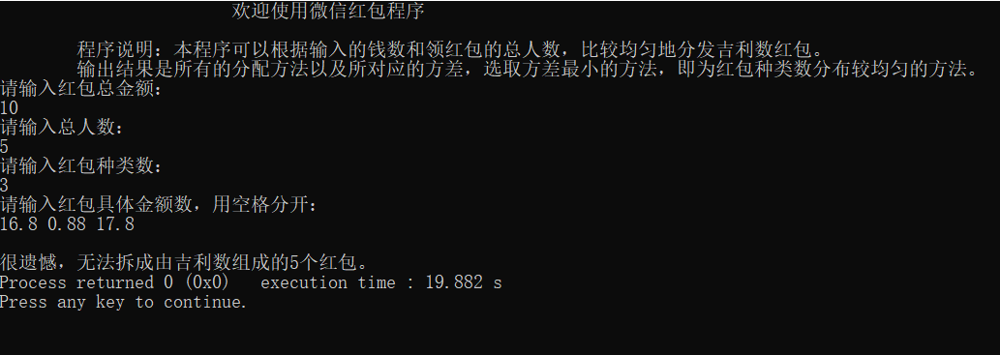 欢迎使用微信红包程序
程序说明：本程序可以根据输入的钱数和领红包的总人数，比较均匀地分发吉利数红包。
输出结果是所有的分配方法以及所对应的方差，选取方差最小的方法，即为红包种类数分布较均匀的方法。
请输入红包总金额：
10
请输入总人数：
5
请输入红包种类数：
3
请输入红包具体金额数，用空格分开：
16.8 0.88 17.8
很遗憾，无法拆成由吉利数组成的5个红包。
Process returned 0 (0x0)   execution time : 19.882 s
Press any key to continue.